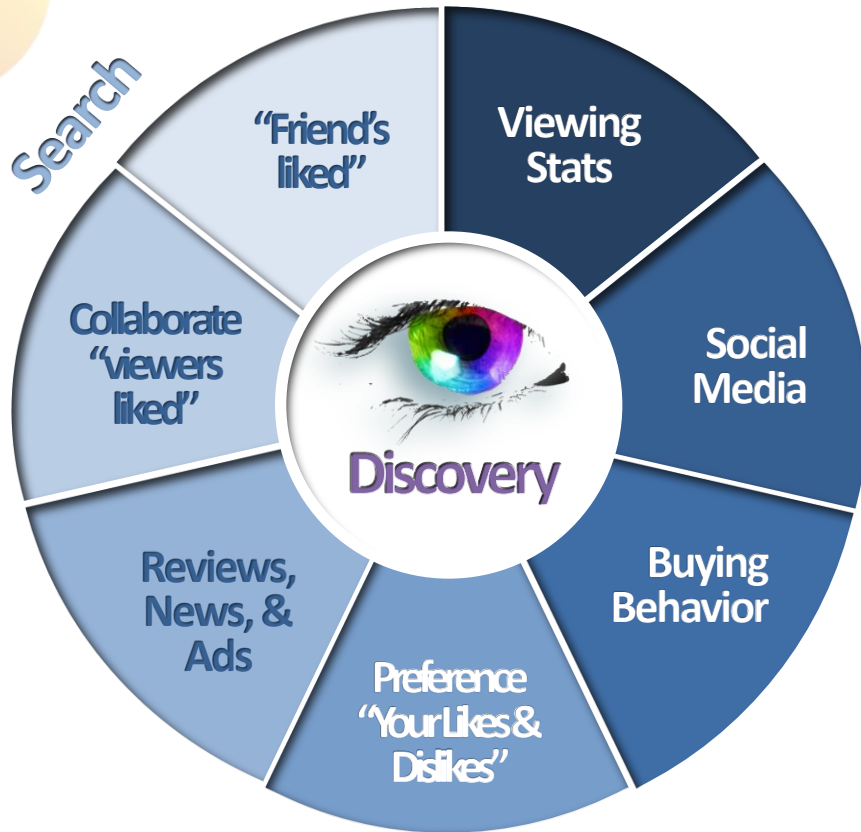 Search
“Friend’s
liked”
Viewing
Stats
Social
Media
Buying
Behavior
Preference
“Your Likes &
Dislikes”
Reviews,
News, &
Ads
Collaborate
“viewers
liked”
Discovery